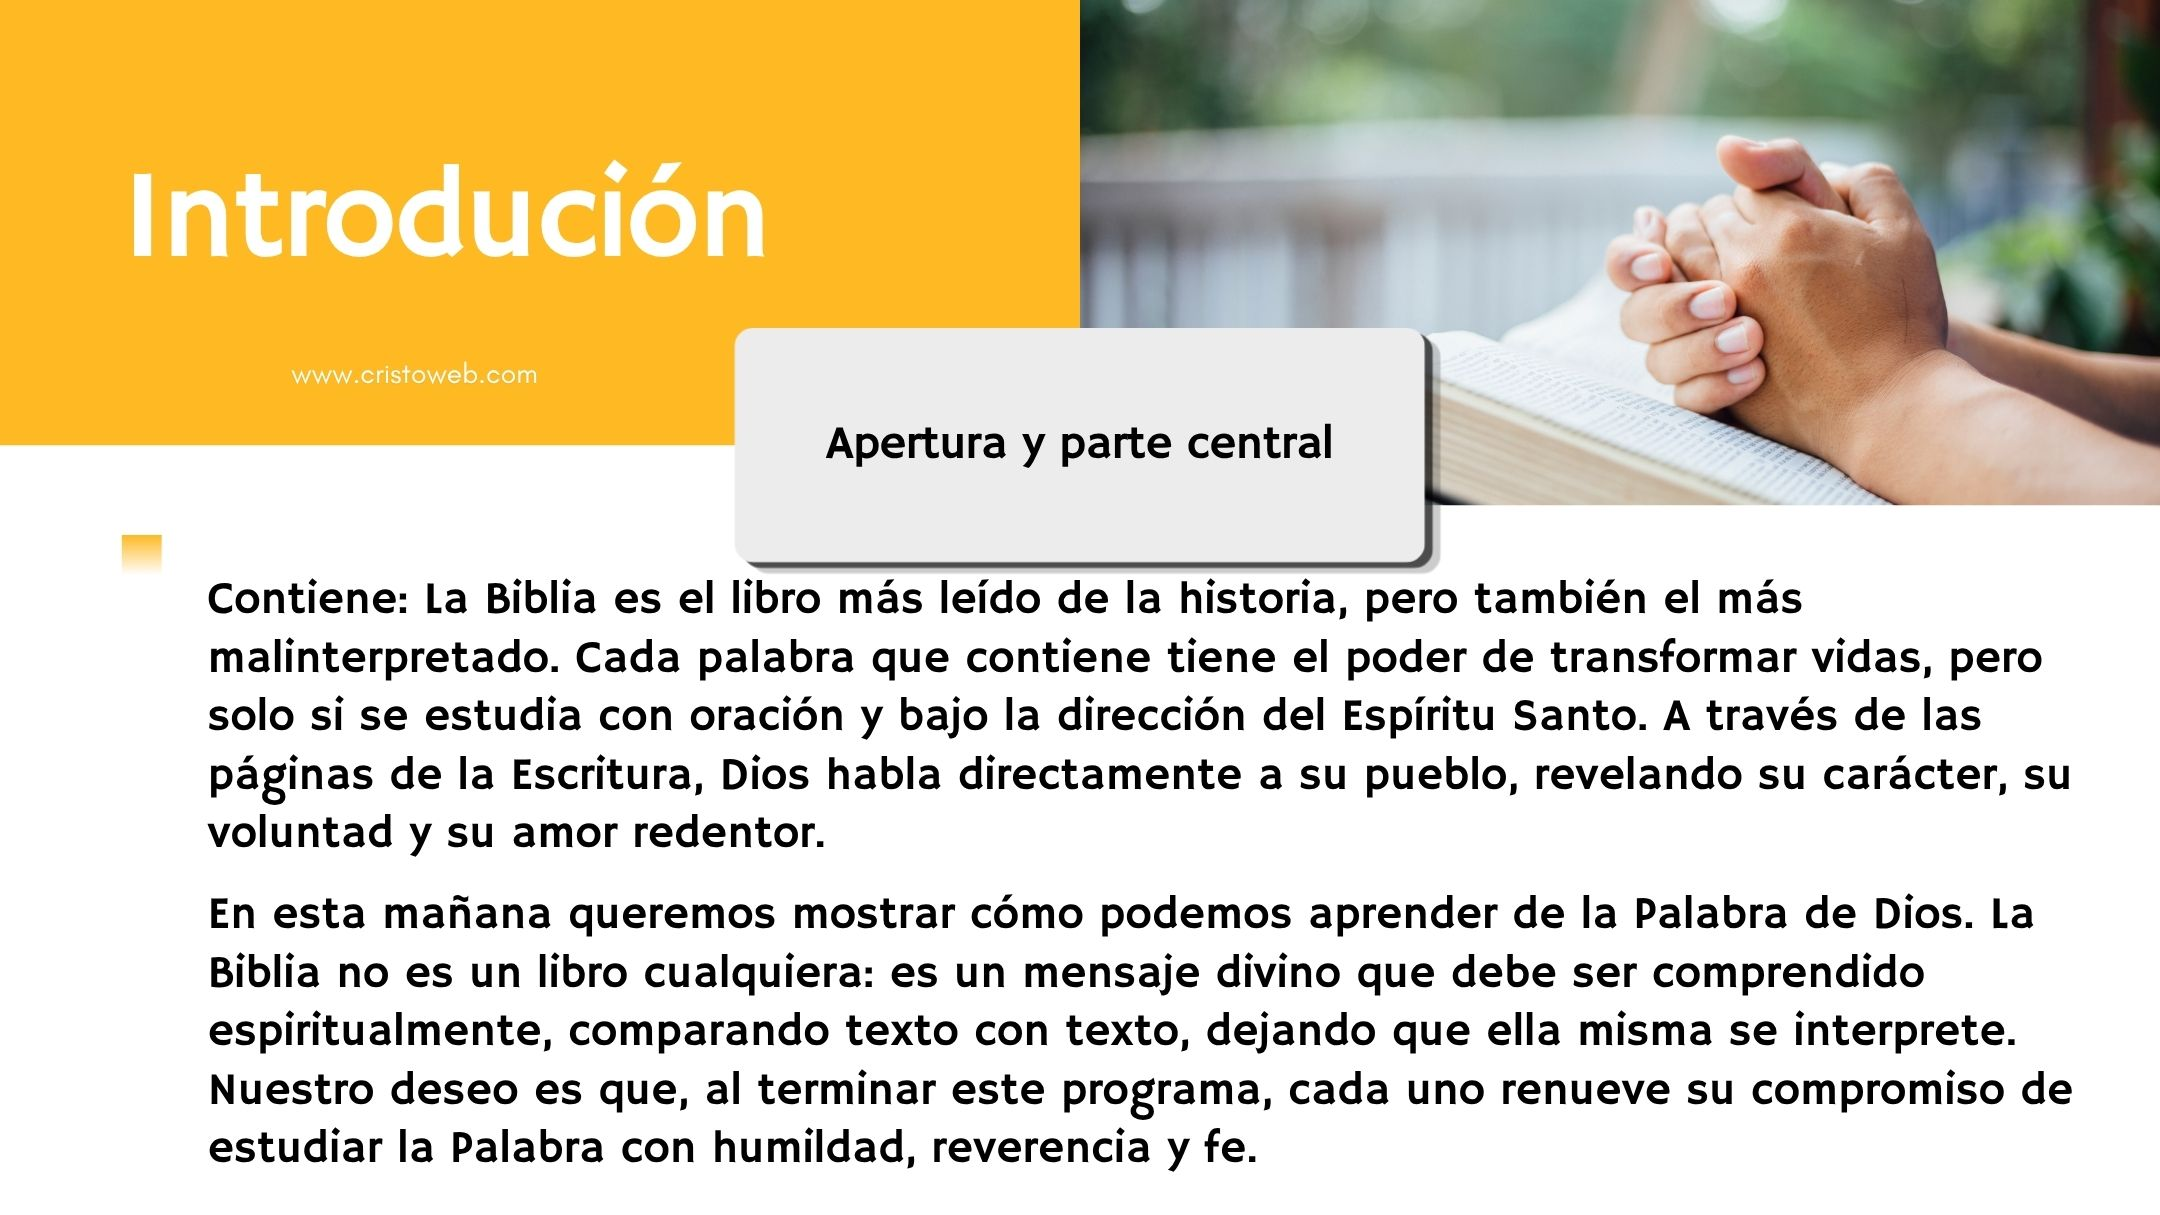 Introdución
www.cristoweb.com
Apertura y parte central
Contiene: La Biblia es el libro más leído de la historia, pero también el más
malinterpretado. Cada palabra que contiene tiene el poder de transformar vidas, pero
solo si se estudia con oración y bajo la dirección del Espíritu Santo. A través de las
páginas de la Escritura, Dios habla directamente a su pueblo, revelando su carácter, su
voluntad y su amor redentor.
En esta mañana queremos mostrar cómo podemos aprender de la Palabra de Dios. La
Biblia no es un libro cualquiera: es un mensaje divino que debe ser comprendido
espiritualmente, comparando texto con texto, dejando que ella misma se interprete.
Nuestro deseo es que, al terminar este programa, cada uno renueve su compromiso de
estudiar la Palabra con humildad, reverencia y fe.